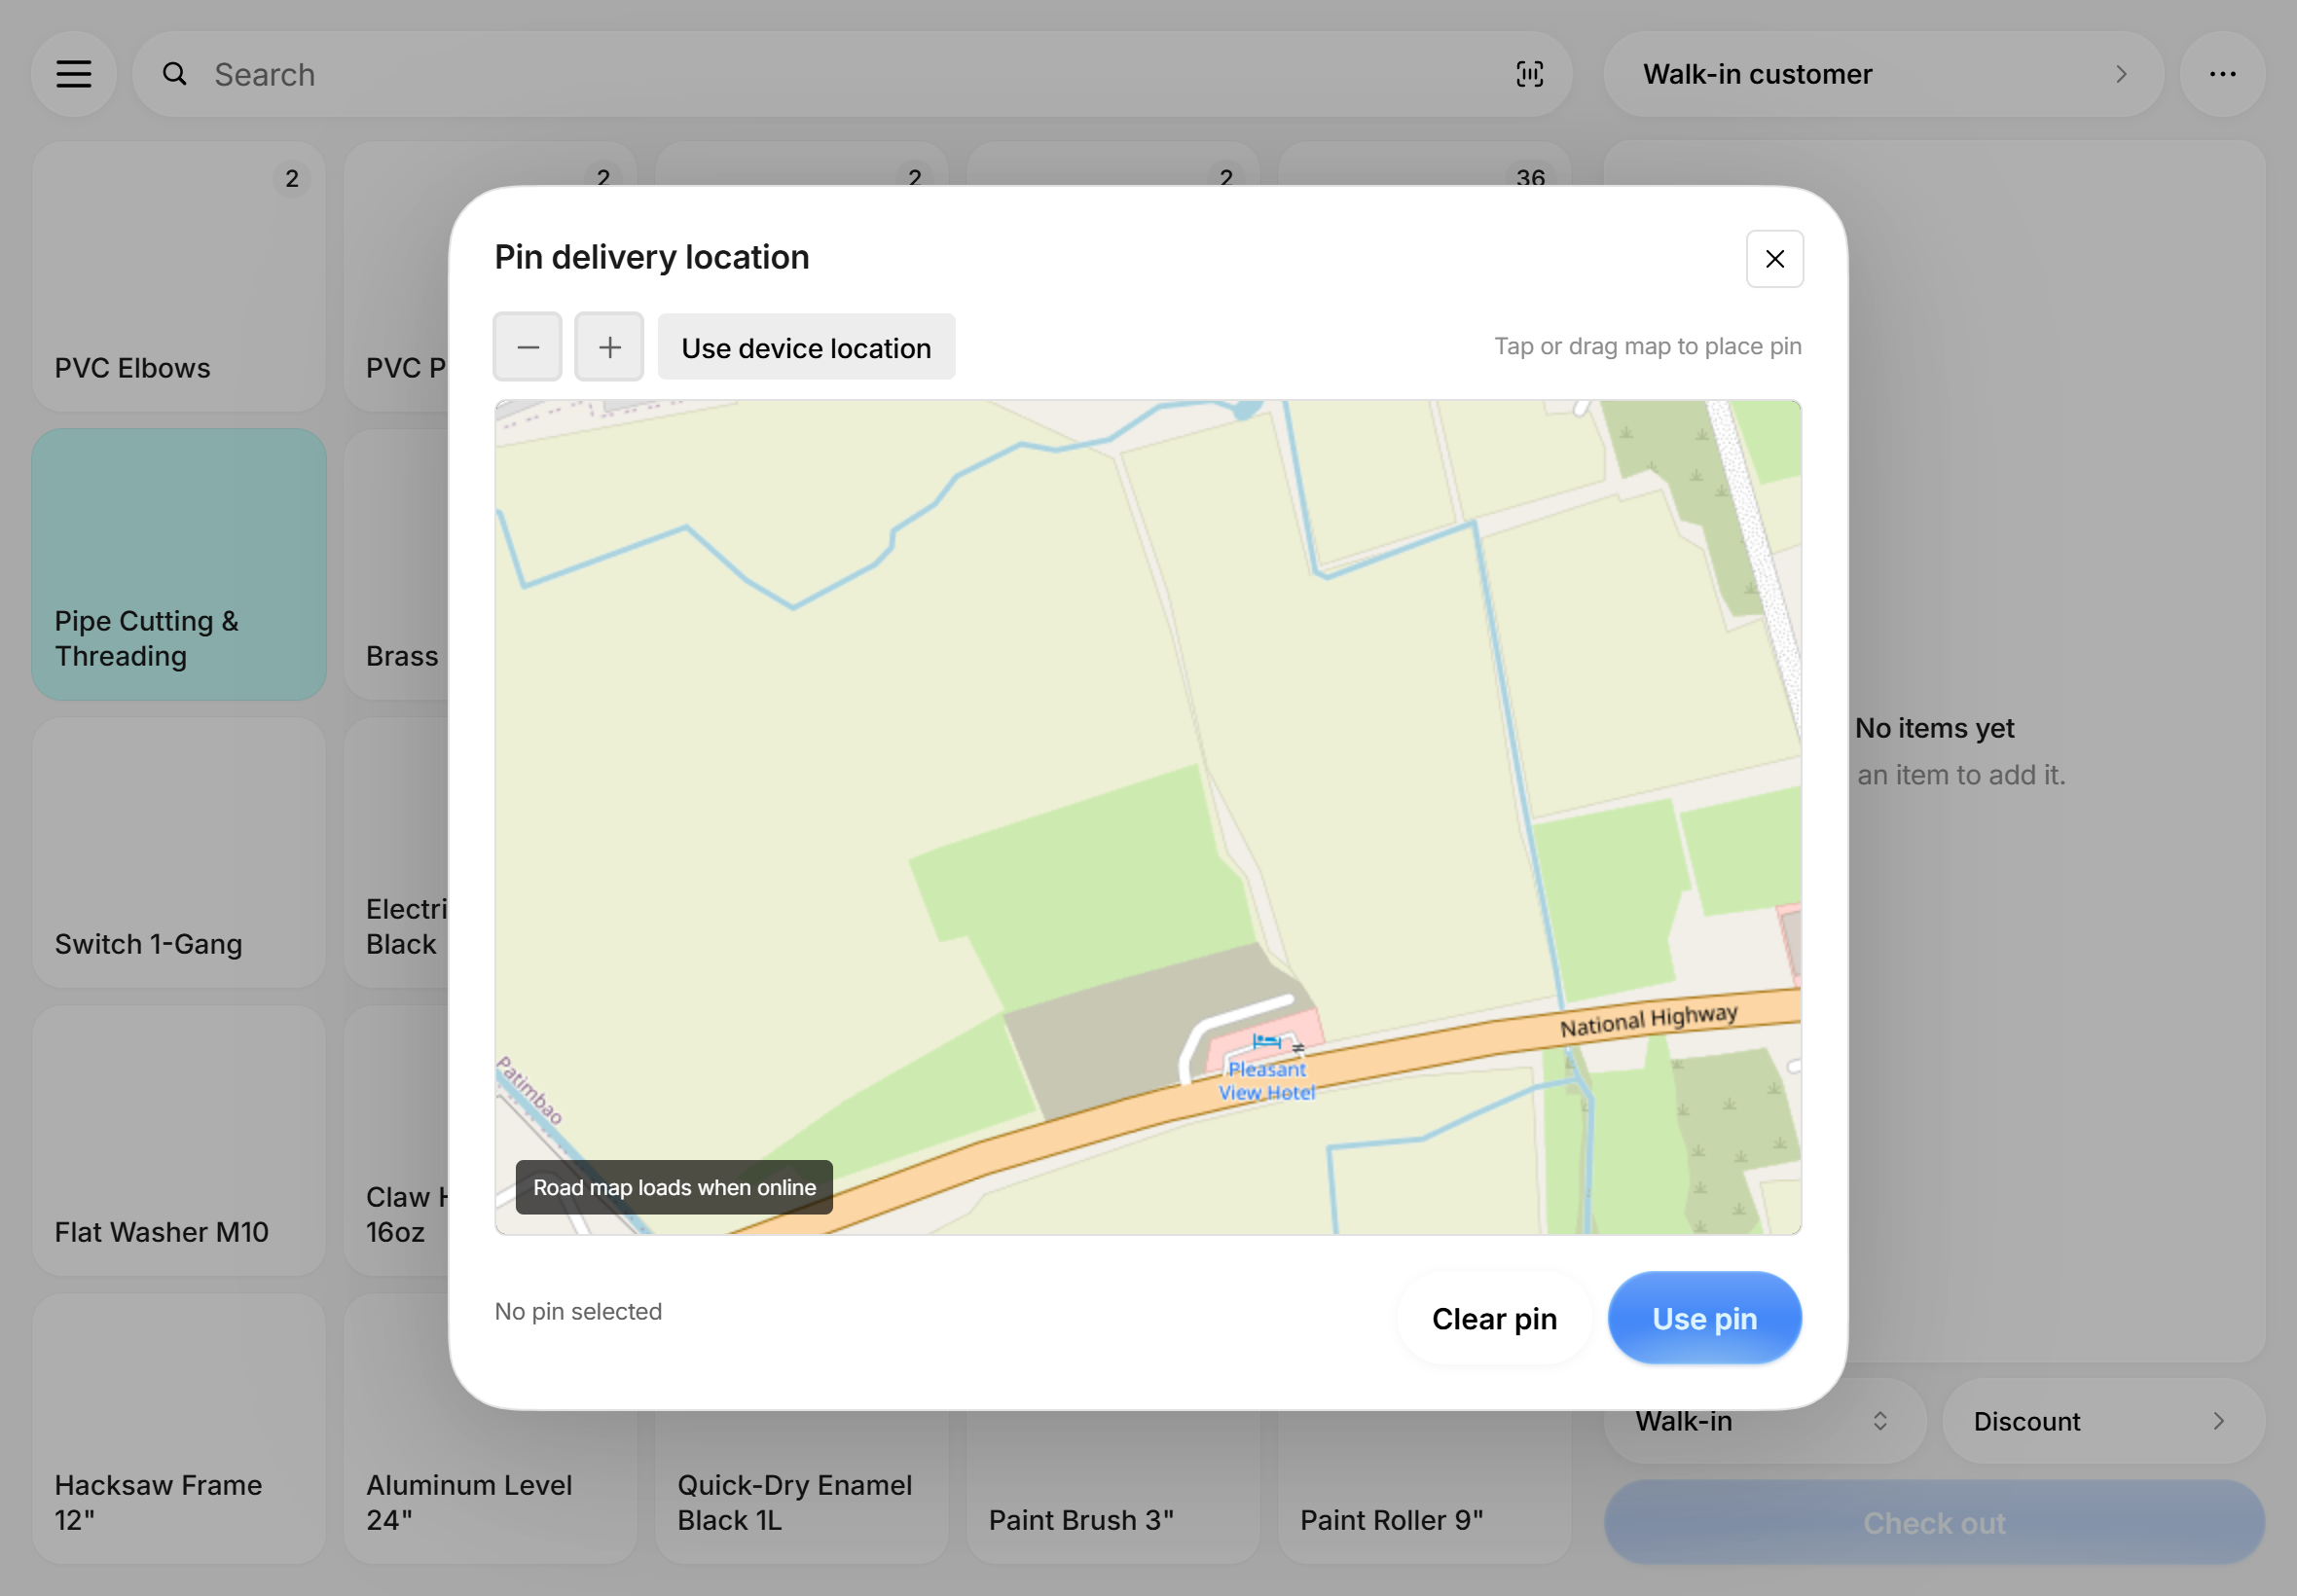 Search
Walk-in customer
2
2
2
2
36
PVC Elbows
PVC P
Pipe Cutting &
Threading
Brass
Switch 1-Gang
Electri
Black
Flat Washer M10
Claw H
16oz
Hacksaw Frame
12"
Aluminum Level
24"
Quick-Dry Enamel
Black 1L
Paint Brush 3"
Paint Roller 9"
Pin delivery location
Use device location
Tap or drag map to place pin
National Highway
Pleasant
View Hotel
Patimbao
Road map loads when online
No pin selected
Clear pin
Use pin
No items yet
an item to add it.
Walk-in
Discount
Check out